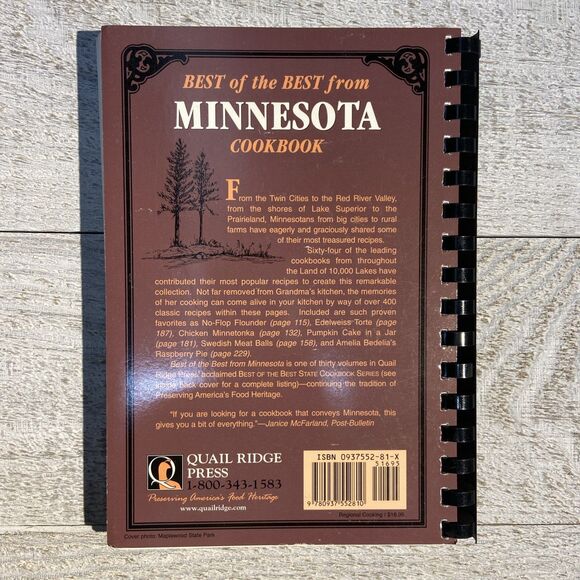 BEST of the BEST from
MINNESOTA
COOKBOOK
From the Twin Cities to the Red River Valley,
from the shores of Lake Superior to the
Prairieland, Minnesotans from big cities to rural
farms have eagerly and graciously shared some
of their most treasured recipes.
Sixty-four of the leading
cookbooks from throughout
the Land of 10,000 Lakes have
contributed their most popular recipes to create this remarkable
collection. Not far removed from Grandma's kitchen, the memories
of her cooking can come alive in your kitchen by way of over 400
classic recipes within these pages. Included are such proven
favorites as No-Flop Flounder (page 115), Edelweiss Torte (page
187), Chicken Minnetonka (page 132), Pumpkin Cake in a Jar
(page 181), Swedish Meat Balls (page 158), and Amelia Bedelia's
Raspberry Pie (page 229).
Best of the Best from Minnesota is one of thirty volumes in Quail
Ridge Press' acclaimed BEST OF THE BEST STATE COOKBOOK SERIES (see
inside back cover for a complete listing)—continuing the tradition of
Preserving America's Food Heritage.
"If you are looking for a cookbook that conveys Minnesota, this
gives you a bit of everything."—Janice McFarland, Post-Bulletin
QUAIL RIDGE
PRESS
1-800-343-1583
Preserving America's Food Heritage
www.quailridge.com
ISBN 0937552-81-X
51695
9 780937 552810
Regional Cooking / $16.95
Cover photo: Maplewood State Park